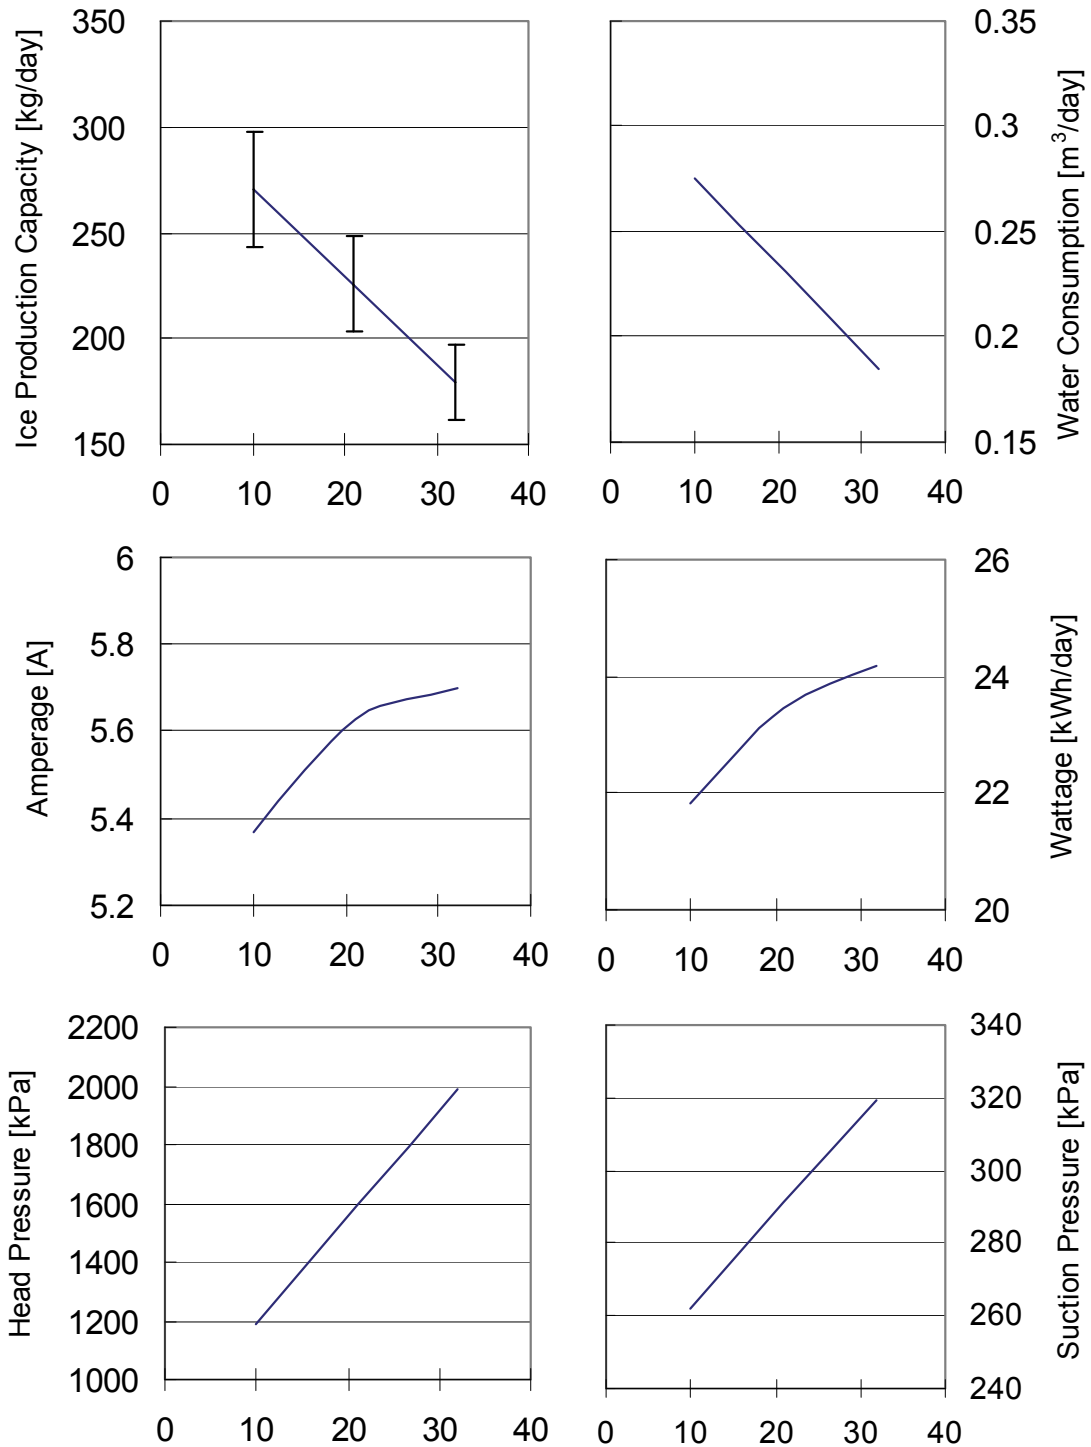 Ice Production Capacity [kg/day]
350
300
250
200
150
0 10 20 30 40
Water Consumption [m³/day]
0.35
0.3
0.25
0.2
0.15
0 10 20 30 40
Amperage [A]
6
5.8
5.6
5.4
5.2
0 10 20 30 40
Wattage [kWh/day]
26
24
22
20
0 10 20 30 40
Head Pressure [kPa]
2200
2000
1800
1600
1400
1200
1000
0 10 20 30 40
Suction Pressure [kPa]
340
320
300
280
260
240
0 10 20 30 40